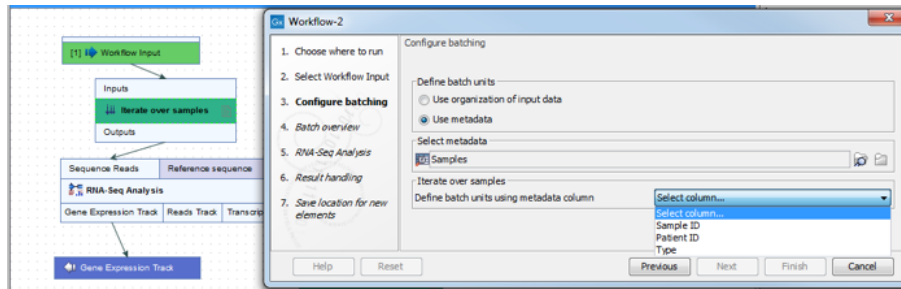 [1] Workflow Input
Inputs
Iterate over samples
Outputs
Sequence Reads
Reference sequence
RNA-Seq Analysis
Gene Expression Track
Reads Track
Transcrip
Gene Expression Track
Gx Workflow-2
1. Choose where to run
2. Select Workflow Input
3. Configure batching
4. Batch overview
5. RNA-Seq Analysis
6. Result handling
7. Save location for new
elements
Configure batching
Define batch units
Use organization of input data
Use metadata
Select metadata
Samples
Iterate over samples
Define batch units using metadata column
Select column...
Select column...
Sample ID
Patient ID
Type
Help
Reset
Previous
Next
Finish
Cancel